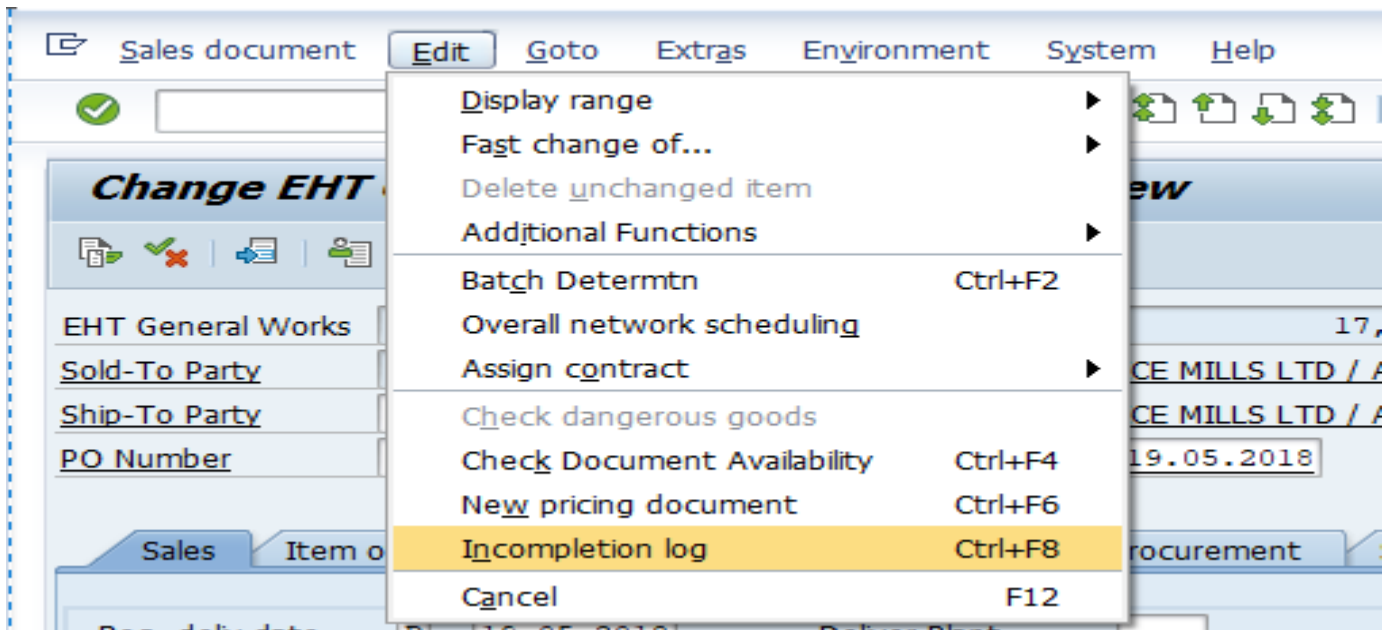 Sales document Edit Goto Extras Environment System Help
Display range
Fast change of...
Change EHT
Delete unchanged item
Additional Functions
Batch Determtn Ctrl+F2
EHT General Works
Overall network scheduling
17,
Sold-To Party
Assign contract
CE MILLS LTD / A
Ship-To Party
Check dangerous goods
CE MILLS LTD /
PO Number
Check Document Availability Ctrl+F4
19.05.2018
New pricing document Ctrl+F6
Sales
Item o
Incompletion log Ctrl+F8
rocurement
Cancel F12